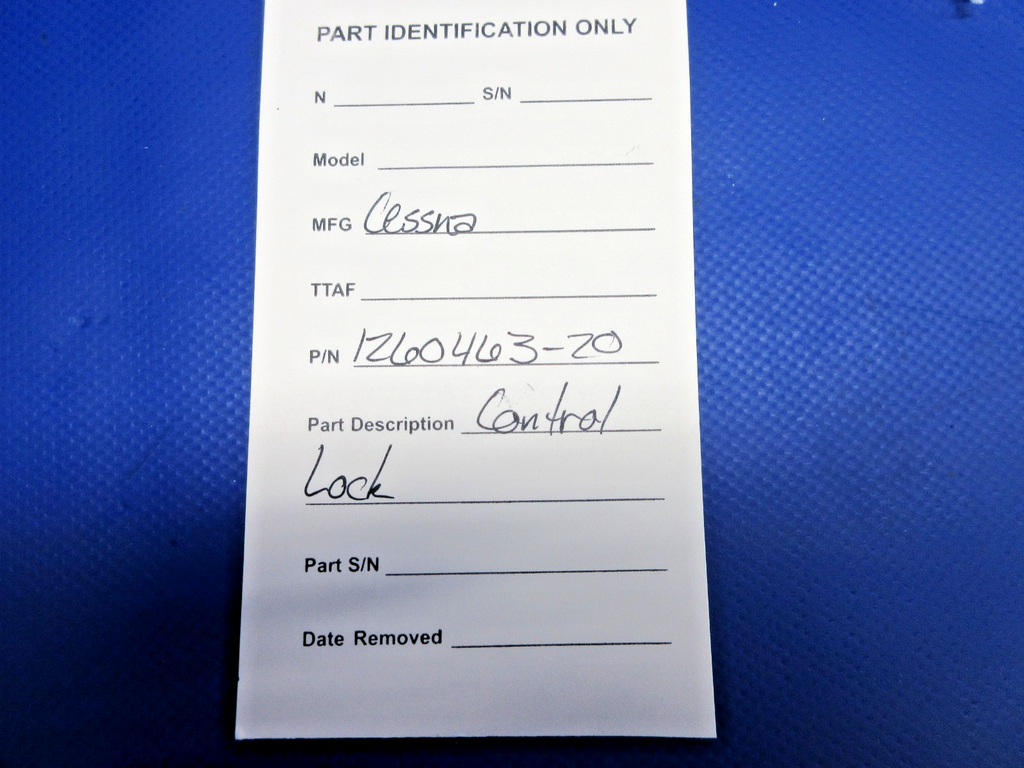 PART IDENTIFICATION ONLY
N S/N
Model
MFG Cessna
TTAF
P/N 1260463-20
Part Description Control
Lock
Part S/N
Date Removed